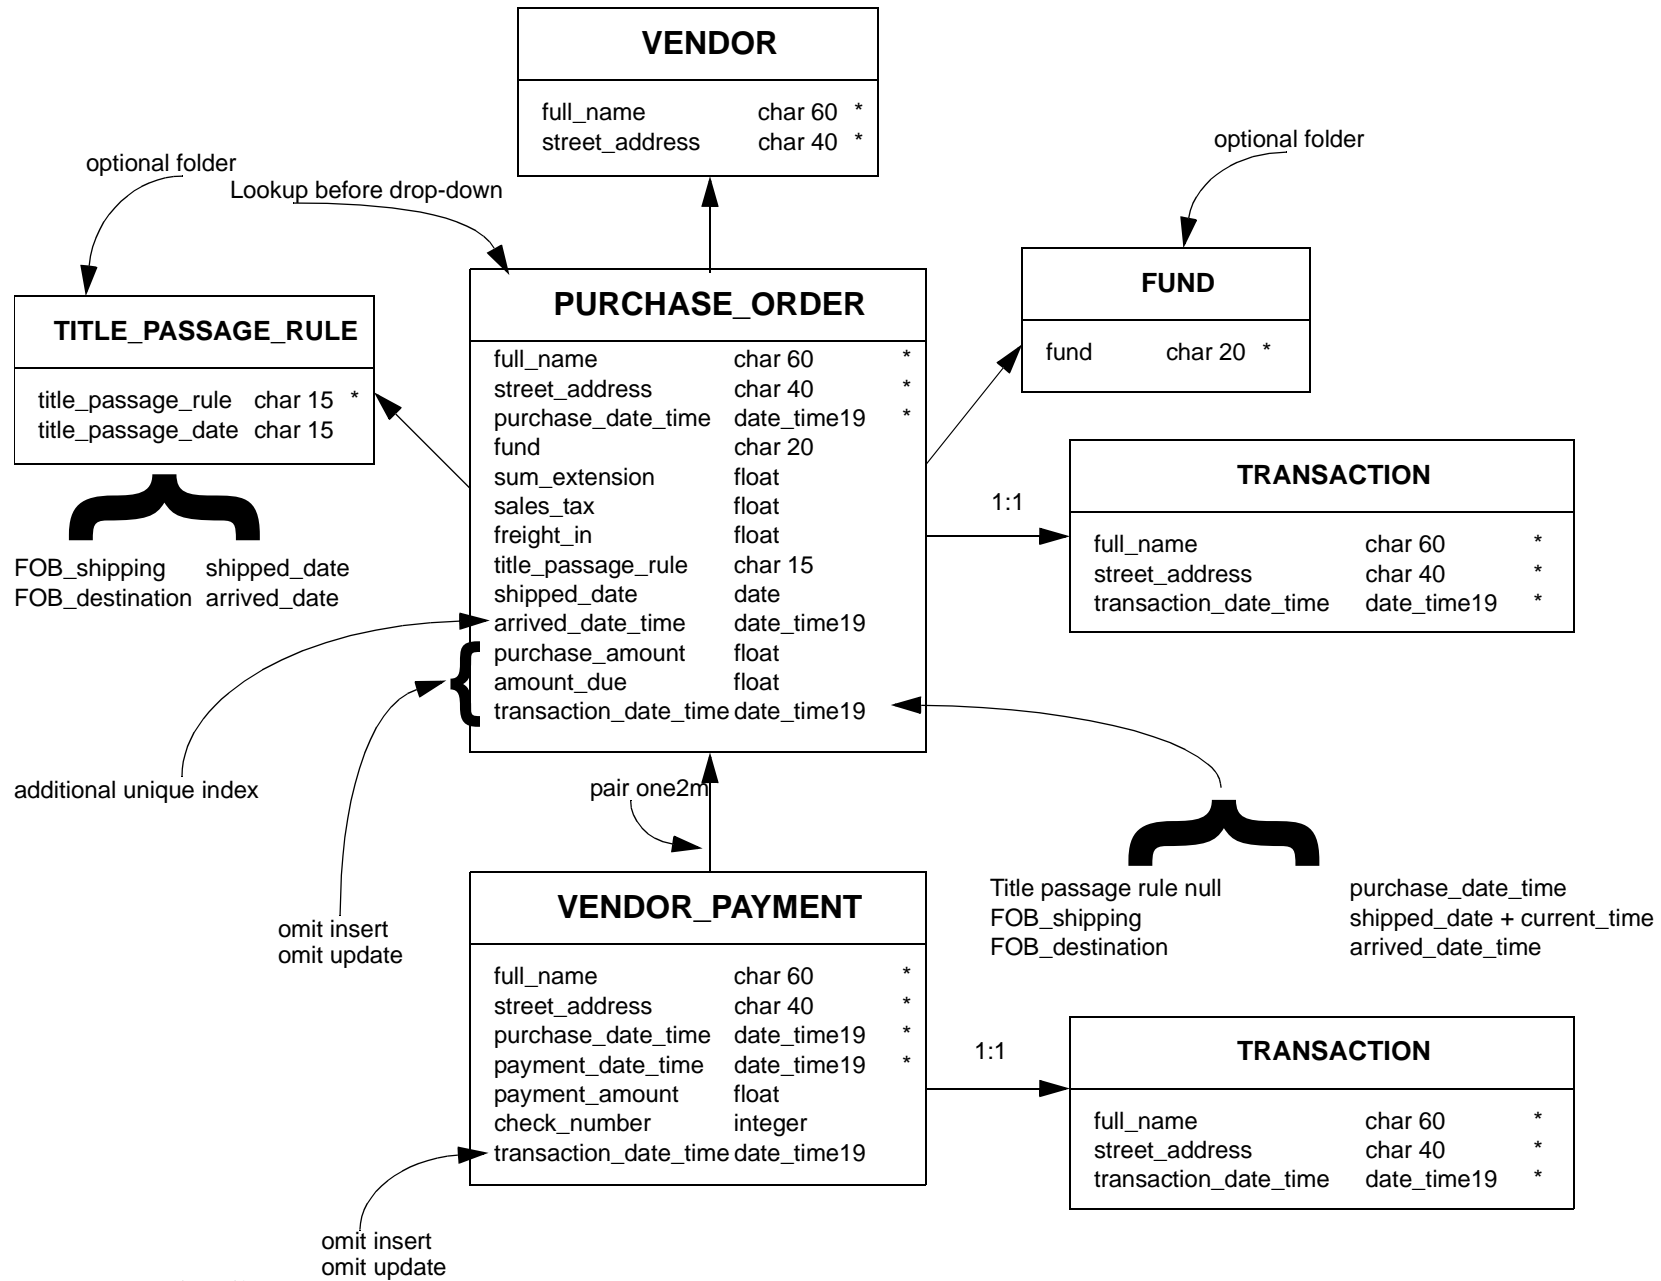 VENDOR
full_name char 60 *
street_address char 40 *
optional folder
Lookup before drop-down
optional folder
TITLE_PASSAGE_RULE
title_passage_rule char 15 *
title_passage_date char 15
FOB_shipping shipped_date
FOB_destination arrived_date
PURCHASE_ORDER
full_name char 60 *
street_address char 40 *
purchase_date_time date_time19 *
fund char 20
sum_extension float
sales_tax float
freight_in float
title_passage_rule char 15
shipped_date date
arrived_date_time date_time19
purchase_amount float
amount_due float
transaction_date_time date_time19
FUND
fund char 20 *
1:1
TRANSACTION
full_name char 60 *
street_address char 40 *
transaction_date_time date_time19 *
additional unique index
pair one2m
omit insert
omit update
Title passage rule null purchase_date_time
FOB_shipping shipped_date + current_time
FOB_destination arrived_date_time
VENDOR_PAYMENT
full_name char 60 *
street_address char 40 *
purchase_date_time date_time19 *
payment_date_time date_time19 *
payment_amount float
check_number integer
transaction_date_time date_time19
1:1
TRANSACTION
full_name char 60 *
street_address char 40 *
transaction_date_time date_time19 *
omit insert
omit update